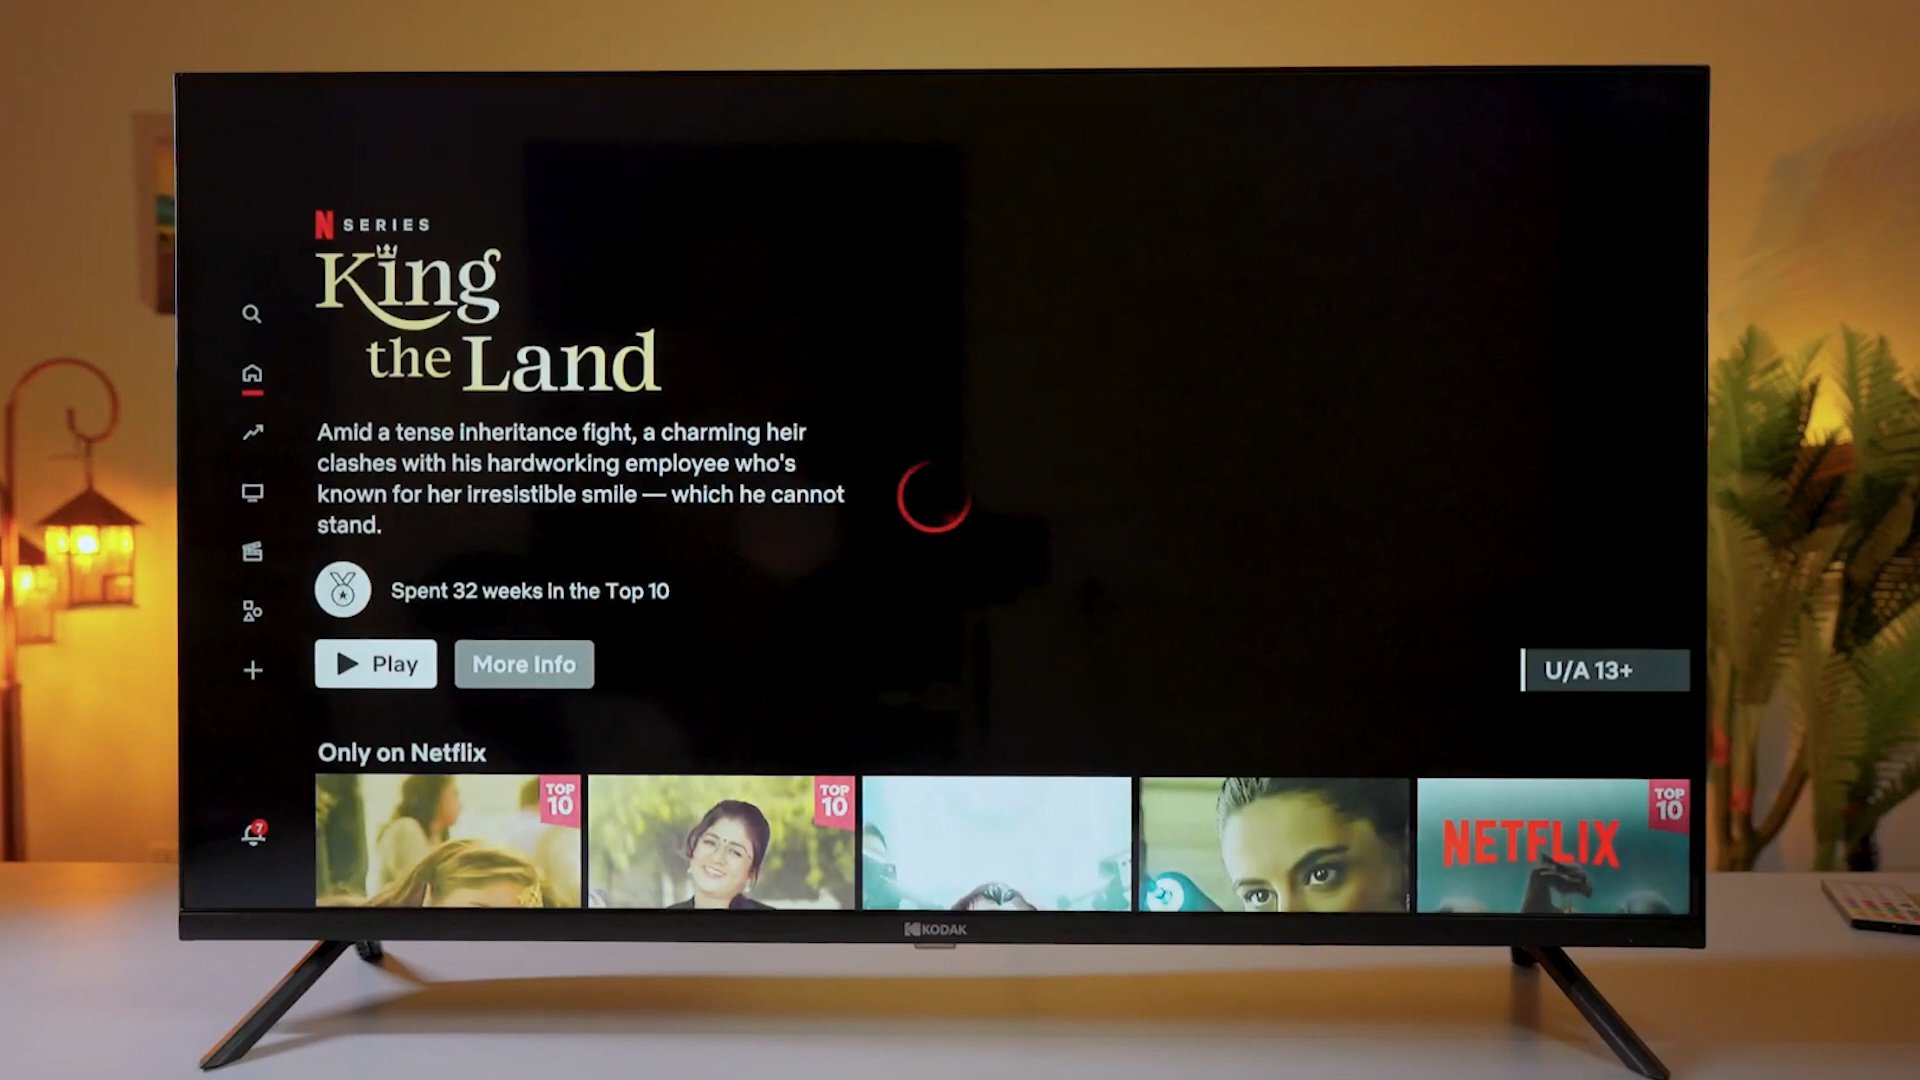 N SERIES
King
the Land
Amid a tense inheritance fight, a charming heir
clashes with his hardworking employee who's
known for her irresistible smile — which he cannot
stand.
Spent 32 weeks in the Top 10
Play More Info
U/A 13+
Only on Netflix
TOP
10
TOP
10
TOP
10
NETFLIX
7
KODAK